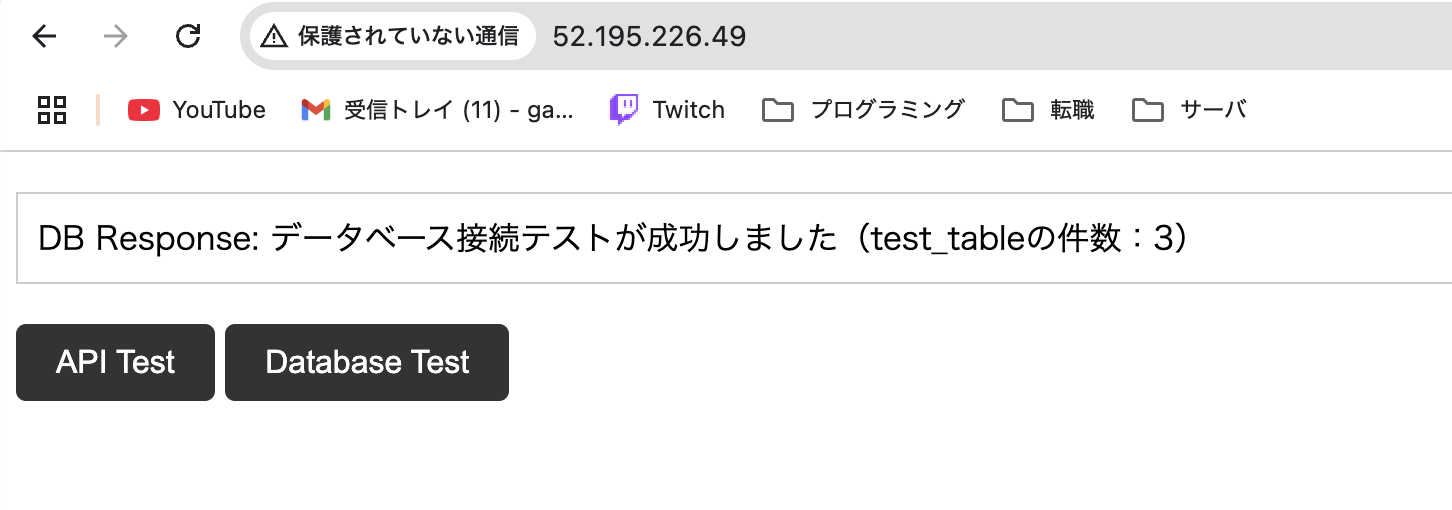 保護されていない通信 52.195.226.49
YouTube 受信トレイ (11) - ga... Twitch プログラミング 転職 サーバ
DB Response: データベース接続テストが成功しました（test_tableの件数：3）
API Test Database Test